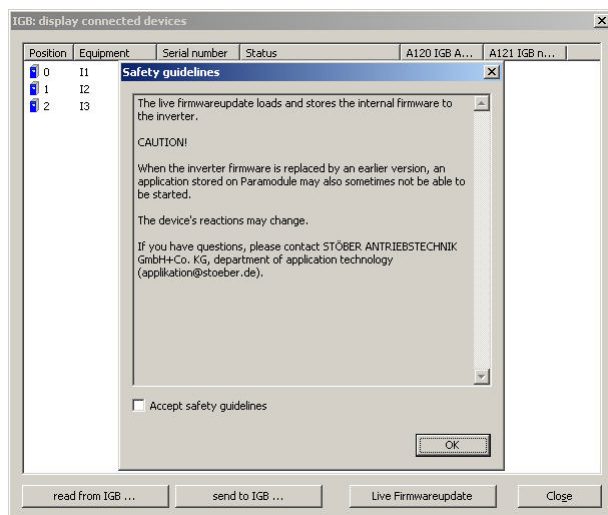 IGB: display connected devices
Position Equipment Serial number Status A120 IGB A... A121 IGB n...
0 I1
1 I2
2 I3
Safety guidelines
The live firmwareupdate loads and stores the internal firmware to
the inverter.
CAUTION!
When the inverter firmware is replaced by an earlier version, an
application stored on Paramodule may also sometimes not be able to
be started.
The device's reactions may change.
If you have questions, please contact STÖBER ANTRIEBSTECHNIK
GmbH+Co. KG, department of application technology
(applikation@stoeber.de).
Accept safety guidelines
OK
read from IGB ... send to IGB ... Live Firmwareupdate Close